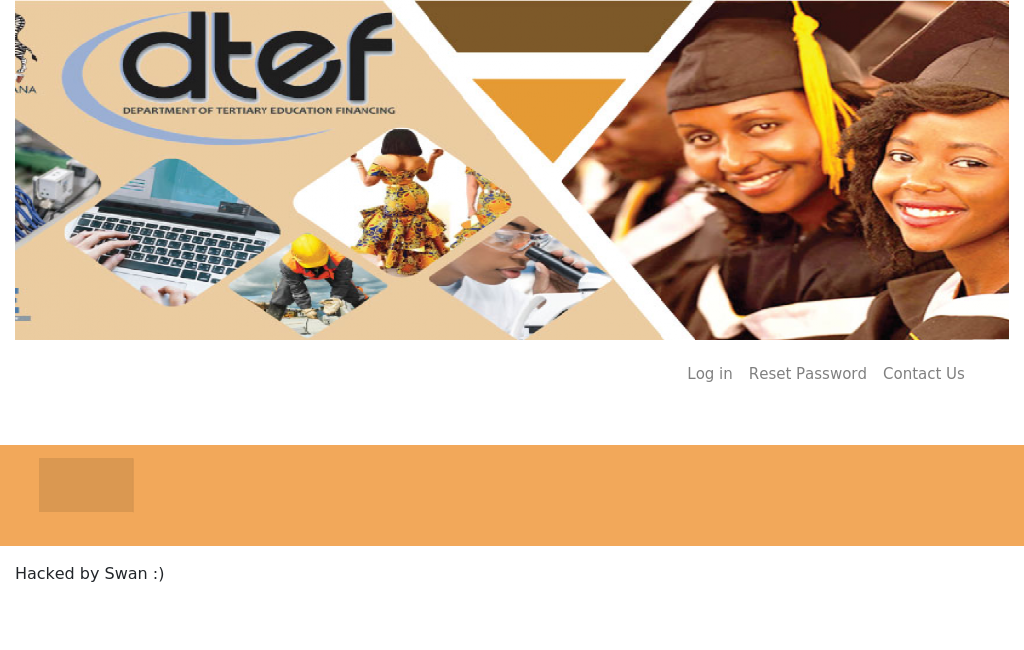 ANA
dtef
DEPARTMENT OF TERTIARY EDUCATION FINANCING
E
Log in Reset Password Contact Us
Hacked by Swan :)